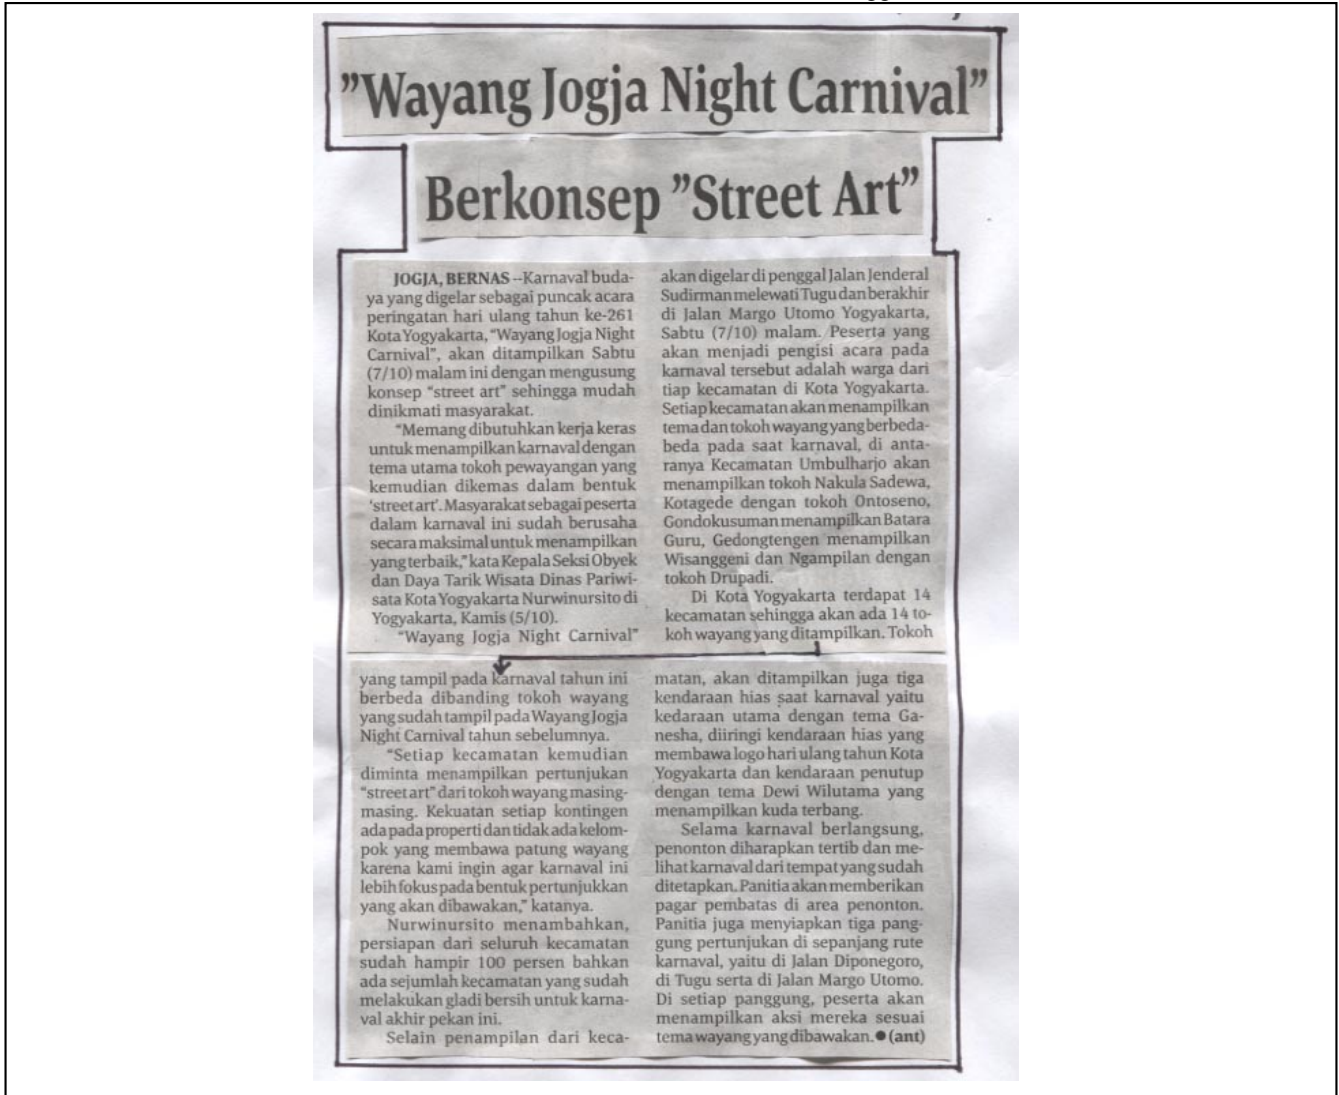 ”Wayang Jogja Night Carnival”
Berkonsep ”Street Art”
JOGJA, BERNAS --Karnaval buda-
ya yang digelar sebagai puncak acara
peringatan hari ulang tahun ke-261
Kota Yogyakarta, “Wayang Jogja Night
Carnival”, akan ditampilkan Sabtu
(7/10) malam ini dengan mengusung
konsep “street art” sehingga mudah
dinikmati masyarakat.
“Memang dibutuhkan kerja keras
untuk menampilkan karnaval dengan
tema utama tokoh pewayangan yang
kemudian dikemas dalam bentuk
‘street art’. Masyarakat sebagai peserta
dalam karnaval ini sudah berusaha
secara maksimal untuk menampilkan
yang terbaik,” kata Kepala Seksi Obyek
dan Daya Tarik Wisata Dinas Pariwi-
sata Kota Yogyakarta Nurwinursito di
Yogyakarta, Kamis (5/10).
“Wayang Jogja Night Carnival”
akan digelar di penggal Jalan Jenderal
Sudirman melewati Tugu dan berakhir
di Jalan Margo Utomo Yogyakarta,
Sabtu (7/10) malam. Peserta yang
akan menjadi pengisi acara pada
karnaval tersebut adalah warga dari
tiap kecamatan di Kota Yogyakarta.
Setiap kecamatan akan menampilkan
tema dan tokoh wayang yang berbeda-
beda pada saat karnaval, di anta-
ranya Kecamatan Umbulharjo akan
menampilkan tokoh Nakula Sadewa,
Kotagede dengan tokoh Ontoseno,
Gondokusuman menampilkan Batara
Guru, Gedongtengen menampilkan
Wisanggeni dan Ngampilan dengan
tokoh Drupadi.
Di Kota Yogyakarta terdapat 14
kecamatan sehingga akan ada 14 to-
koh wayang yang ditampilkan. Tokoh
yang tampil pada karnaval tahun ini
berbeda dibanding tokoh wayang
yang sudah tampil pada Wayang Jogja
Night Carnival tahun sebelumnya.
“Setiap kecamatan kemudian
diminta menampilkan pertunjukan
“street art” dari tokoh wayang masing-
masing. Kekuatan setiap kontingen
ada pada properti dan tidak ada kelom-
pok yang membawa patung wayang
karena kami ingin agar karnaval ini
lebih fokus pada bentuk pertunjukkan
yang akan dibawakan,” katanya.
Nurwinursito menambahkan,
persiapan dari seluruh kecamatan
sudah hampir 100 persen bahkan
ada sejumlah kecamatan yang sudah
melakukan gladi bersih untuk karna-
val akhir pekan ini.
Selain penampilan dari keca-
matan, akan ditampilkan juga tiga
kendaraan hias saat karnaval yaitu
kedaraan utama dengan tema Ga-
nesha, diiringi kendaraan hias yang
membawa logo hari ulang tahun Kota
Yogyakarta dan kendaraan penutup
dengan tema Dewi Wilutama yang
menampilkan kuda terbang.
Selama karnaval berlangsung,
penonton diharapkan tertib dan me-
lihat karnaval dari tempat yang sudah
ditetapkan. Panitia akan memberikan
pagar pembatas di area penonton.
Panitia juga menyiapkan tiga pang-
gung pertunjukan di sepanjang rute
karnaval, yaitu di Jalan Diponegoro,
di Tugu serta di Jalan Margo Utomo.
Di setiap panggung, peserta akan
menampilkan aksi mereka sesuai
tema wayang yang dibawakan.●(ant)